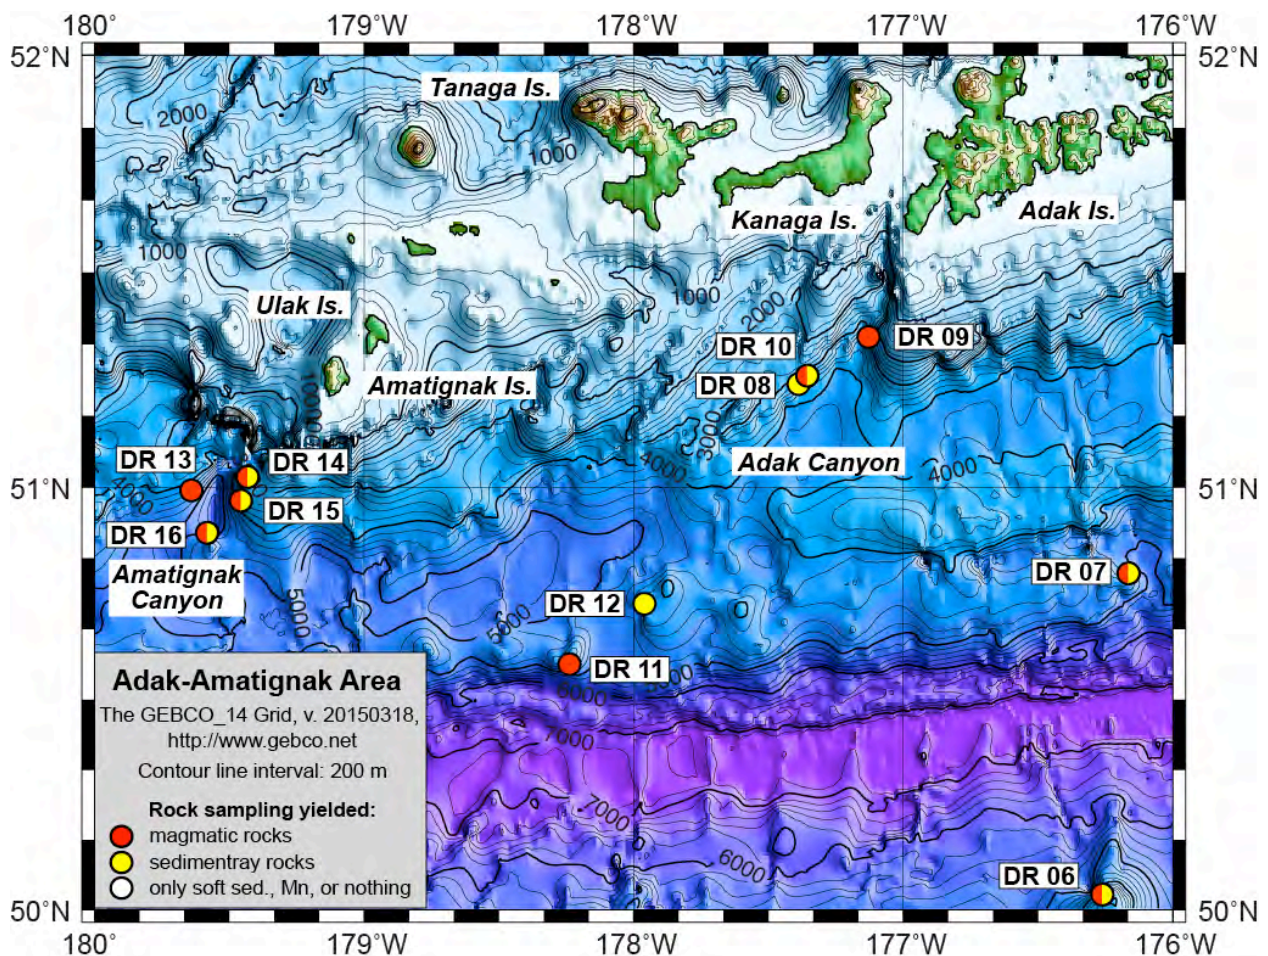 180° 179°W 178°W 177°W 176°W
52°N 52°N
Tanaga Is.
2000
1000
Adak Is.
Kanaga Is.
1000
1000
2000
Ulak Is.
DR 10
DR 09
DR 08
Amatignak Is.
1000
3000
DR 13
DR 14
4000
Adak Canyon
4000
4000
51°N 51°N
DR 15
DR 16
Amatignak
Canyon
DR 07
5000
DR 12
5000
DR 11
5000
6000
Adak-Amatignak Area
The GEBCO_14 Grid, v. 20150318,
http://www.gebco.net
Contour line interval: 200 m
7000
7000
Rock sampling yielded:
magmatic rocks
sedimentray rocks
only soft sed., Mn, or nothing
6000
DR 06
50°N 50°N
180° 179°W 178°W 177°W 176°W